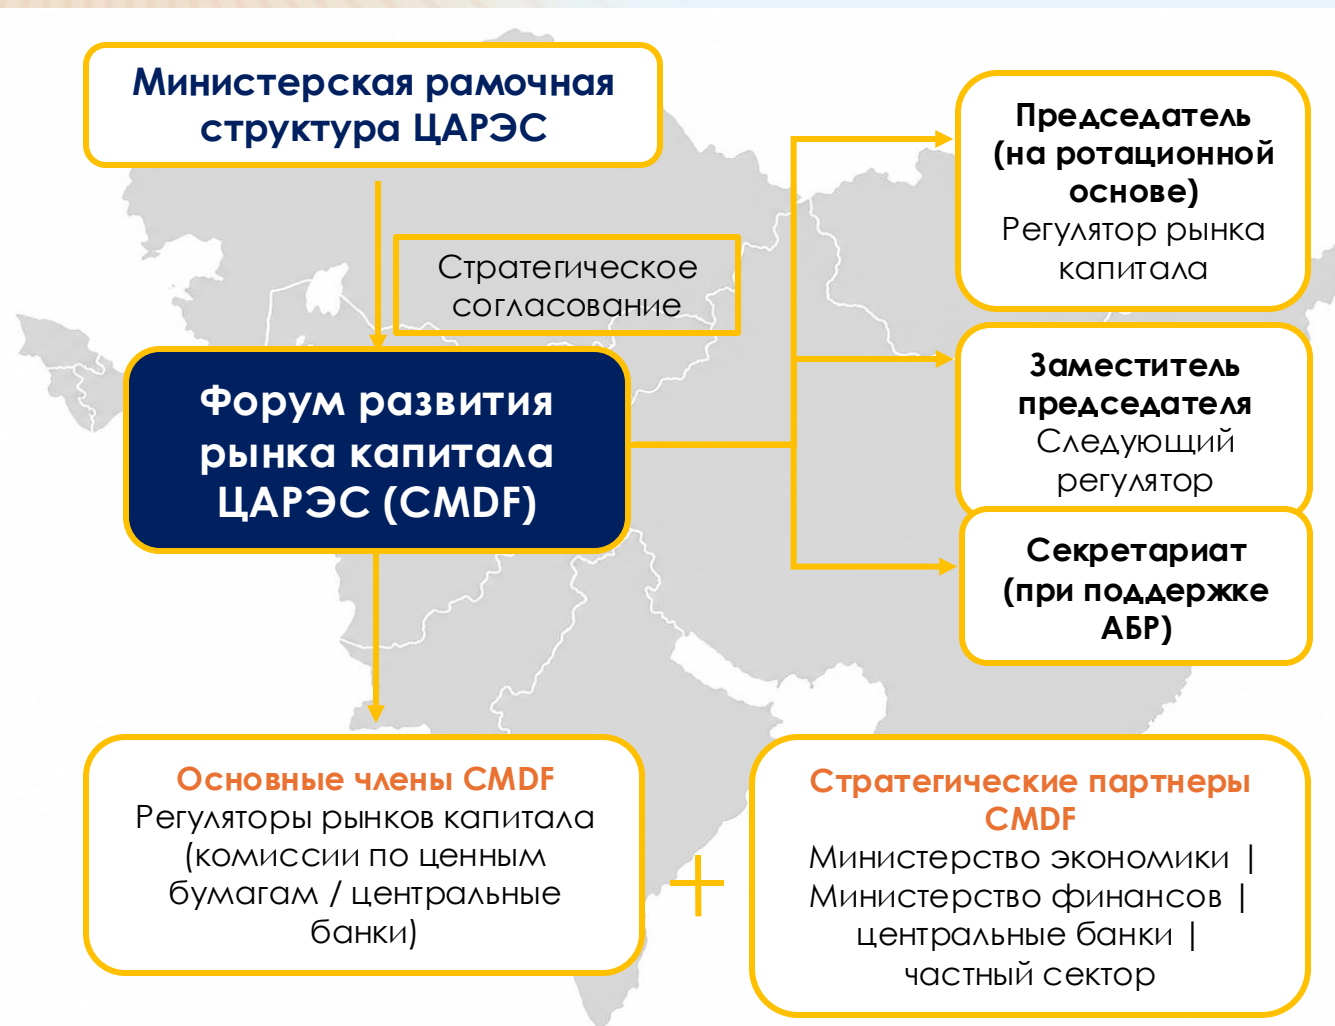 Министерская рамочная
структура ЦАРЭС
Стратегическое
согласование
Форум развития
рынка капитала
ЦАРЭС (CMDF)
Председатель
(на ротационной
основе)
Регулятор рынка
капитала
Заместитель
председателя
Следующий
регулятор
Секретариат
(при поддержке
АБР)
Основные члены CMDF
Регуляторы рынков капитала
(комиссии по ценным
бумагам / центральные
банки)
+
Стратегические партнеры
CMDF
Министерство экономики |
Министерство финансов |
центральные банки |
частный сектор